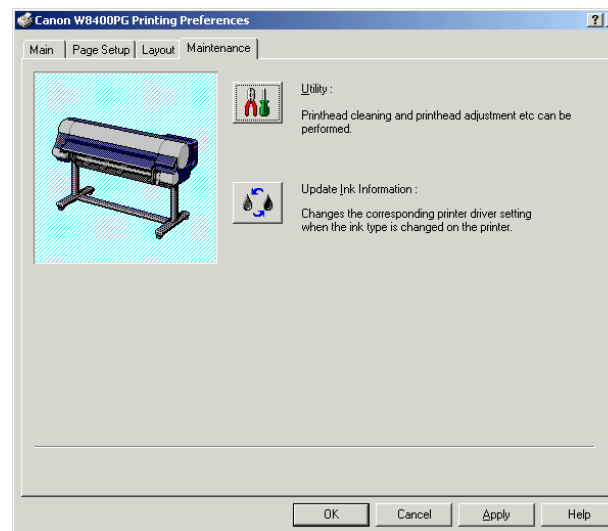 Canon W8400PG Printing Preferences
Main Page Setup Layout Maintenance
Utility :
Printhead cleaning and printhead adjustment etc can be
performed.
Update Ink Information :
Changes the corresponding printer driver setting
when the ink type is changed on the printer.
OK Cancel Apply Help